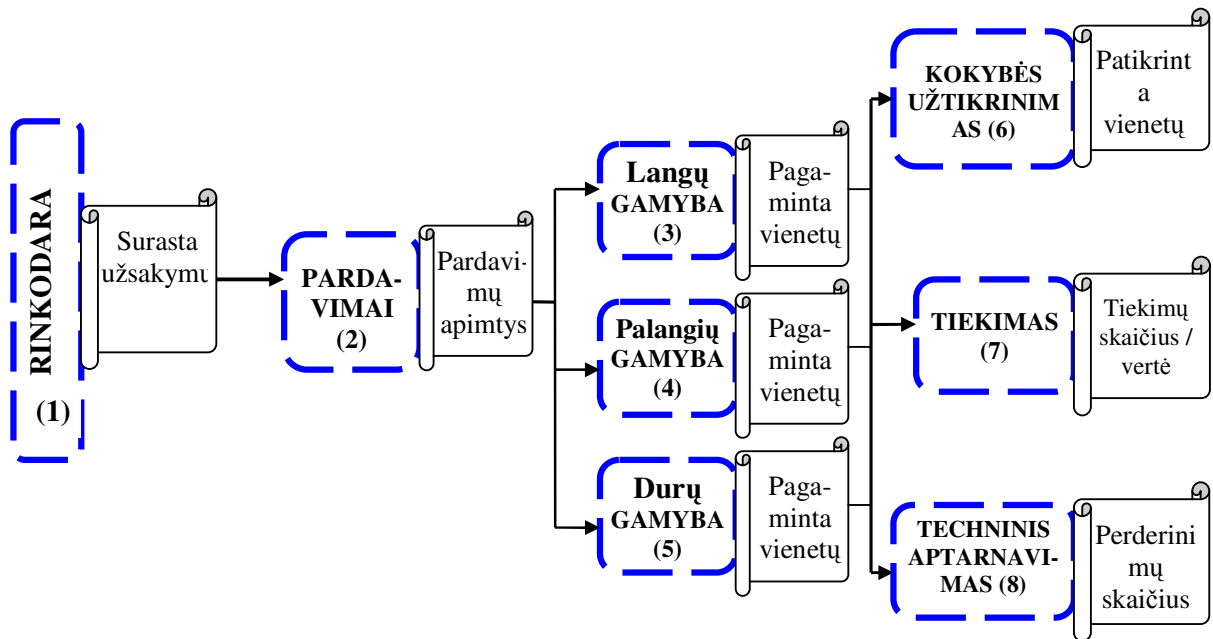 RINKODARA
(1)
Surasta
užsakymų
PARDA-
VIMAI
(2)
Pardavi-
mų
apimtys
Langų
GAMYBA
(3)
Paga-
minta
vienetų
Palangių
GAMYBA
(4)
Paga-
minta
vienetų
Durų
GAMYBA
(5)
Paga-
minta
vienetų
KOKYBĖS
UŽTIKRINIM
AS (6)
Patikrint
a
vienetų
TIEKIMAS
(7)
Tiekimų
skaičius /
vertė
TECHNINIS
APTARNAVI-
MAS (8)
Perderini
mų
skaičius